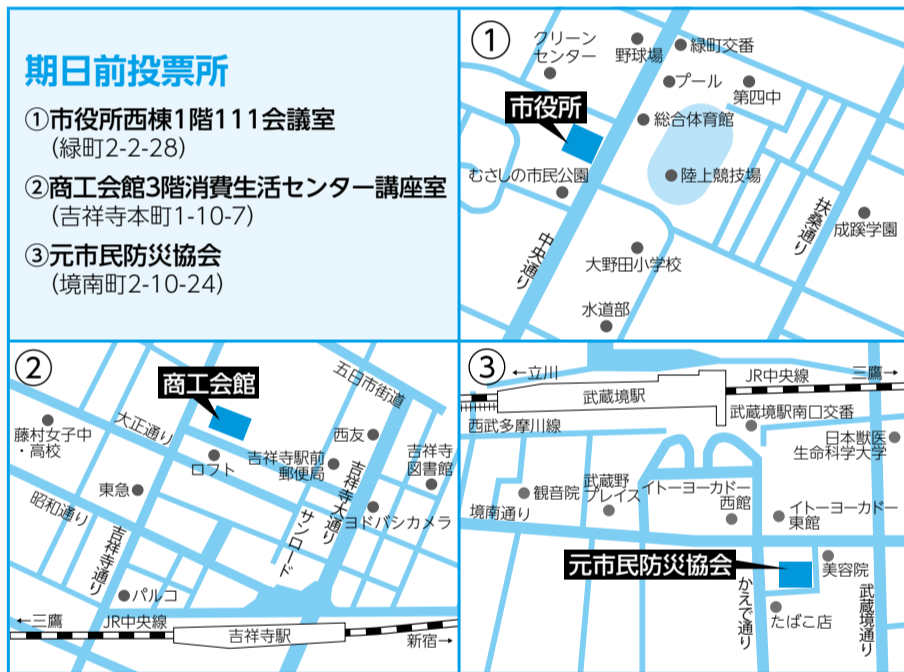 期日前投票所
①市役所西棟1階111会議室
(緑町2-2-28)
②商工会館3階消費生活センター講座室
(吉祥寺本町1-10-7)
③元市民防災協会
(境南町2-10-24)
①
クリーン
センター
野球場
緑町交番
プール
第四中
市役所
総合体育館
むさしの市民公園
陸上競技場
中央通り
扶桑通り
成蹊学園
大野田小学校
水道部
②
商工会館
五日市街道
藤村女子中
・高校
大正通り
ロフト
吉祥寺駅前
郵便局
西友
吉祥寺
図書館
東急
昭和通り
吉祥寺通り
サンロード
吉祥寺大通り
ヨドバシカメラ
パルコ
←三鷹
JR中央線
吉祥寺駅
新宿→
③
←立川
武蔵境駅
JR中央線
三鷹→
西武多摩川線
武蔵境駅南口交番
日本獣医
生命科学大学
観音院
武蔵野
プレイス
イトーヨーカドー
西館
イトーヨーカドー
東館
境南通り
元市民防災協会
美容院
かえで通り
たばこ店
武蔵境通り